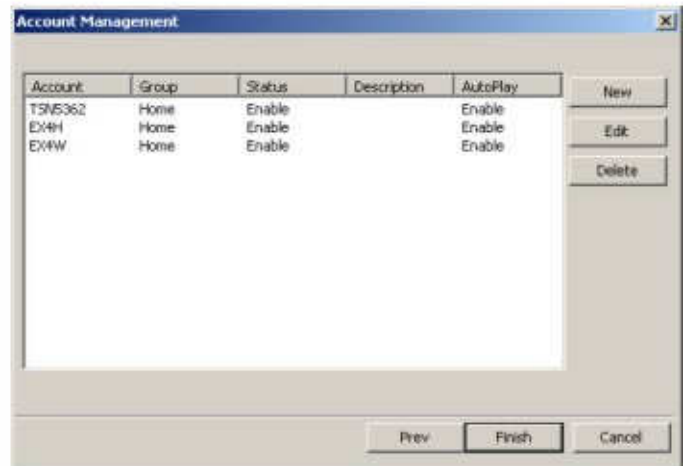 Account Management
Account Group Status Description AutoPlay
TSN5362 Home Enable Enable
EX4H Home Enable Enable
EX4W Home Enable Enable
New
Edit
Delete
Prev Finish Cancel